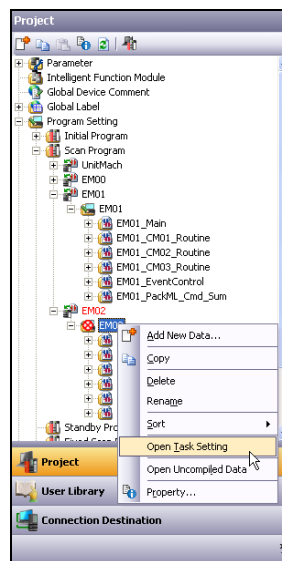 Project
Parameter
Intelligent Function Module
Global Device Comment
Global Label
Program Setting
Initial Program
Scan Program
UnitMach
EM00
EM01
EM01
EM01_Main
EM01_CM01_Routine
EM01_CM02_Routine
EM01_CM03_Routine
EM01_EventControl
EM01_PackML_Cmd_Sum
EM02
Add New Data...
Copy
Delete
Rename
Sort
Open Task Setting
Open Uncompiled Data
Property...
Standby Pro
Project
User Library
Connection Destination